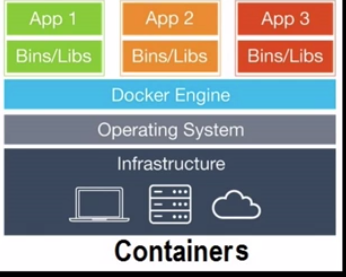 App 1 App 2 App 3
Bins/Libs Bins/Libs Bins/Libs
Docker Engine
Operating System
Infrastructure
Containers